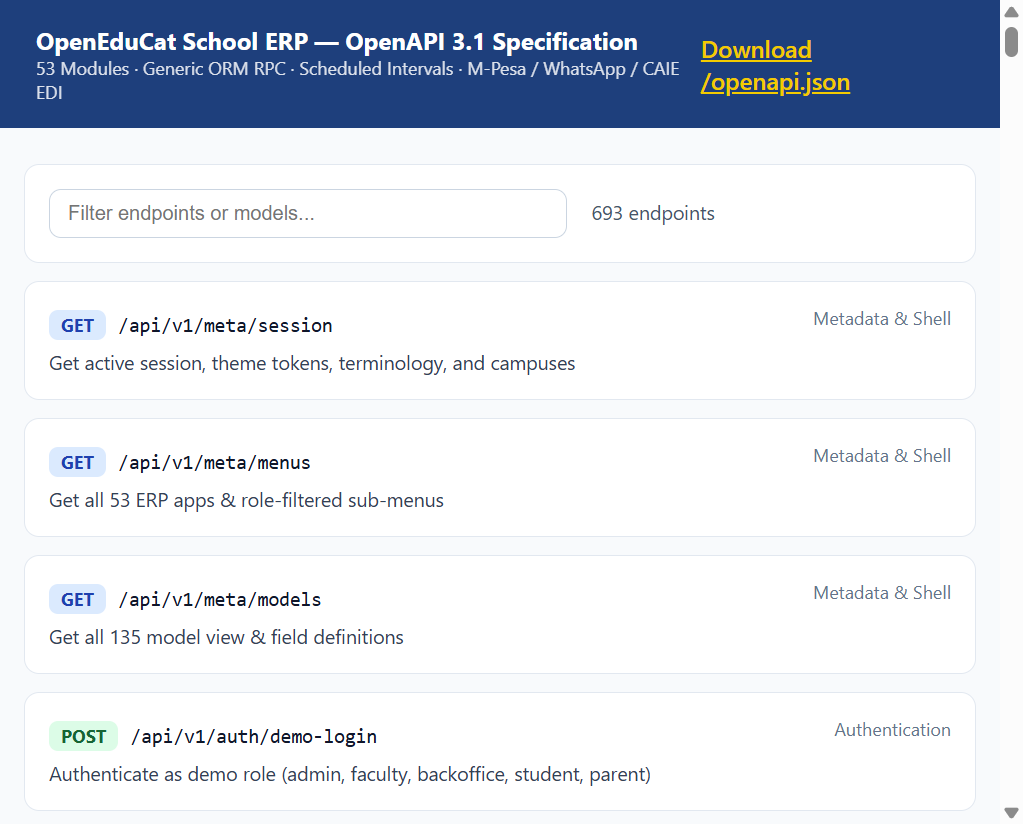 OpenEduCat School ERP — OpenAPI 3.1 Specification
53 Modules · Generic ORM RPC · Scheduled Intervals · M-Pesa / WhatsApp / CAIE
EDI
Download
/openapi.json
Filter endpoints or models...
693 endpoints
GET /api/v1/meta/session
Metadata & Shell
Get active session, theme tokens, terminology, and campuses
GET /api/v1/meta/menus
Metadata & Shell
Get all 53 ERP apps & role-filtered sub-menus
GET /api/v1/meta/models
Metadata & Shell
Get all 135 model view & field definitions
POST /api/v1/auth/demo-login
Authentication
Authenticate as demo role (admin, faculty, backoffice, student, parent)